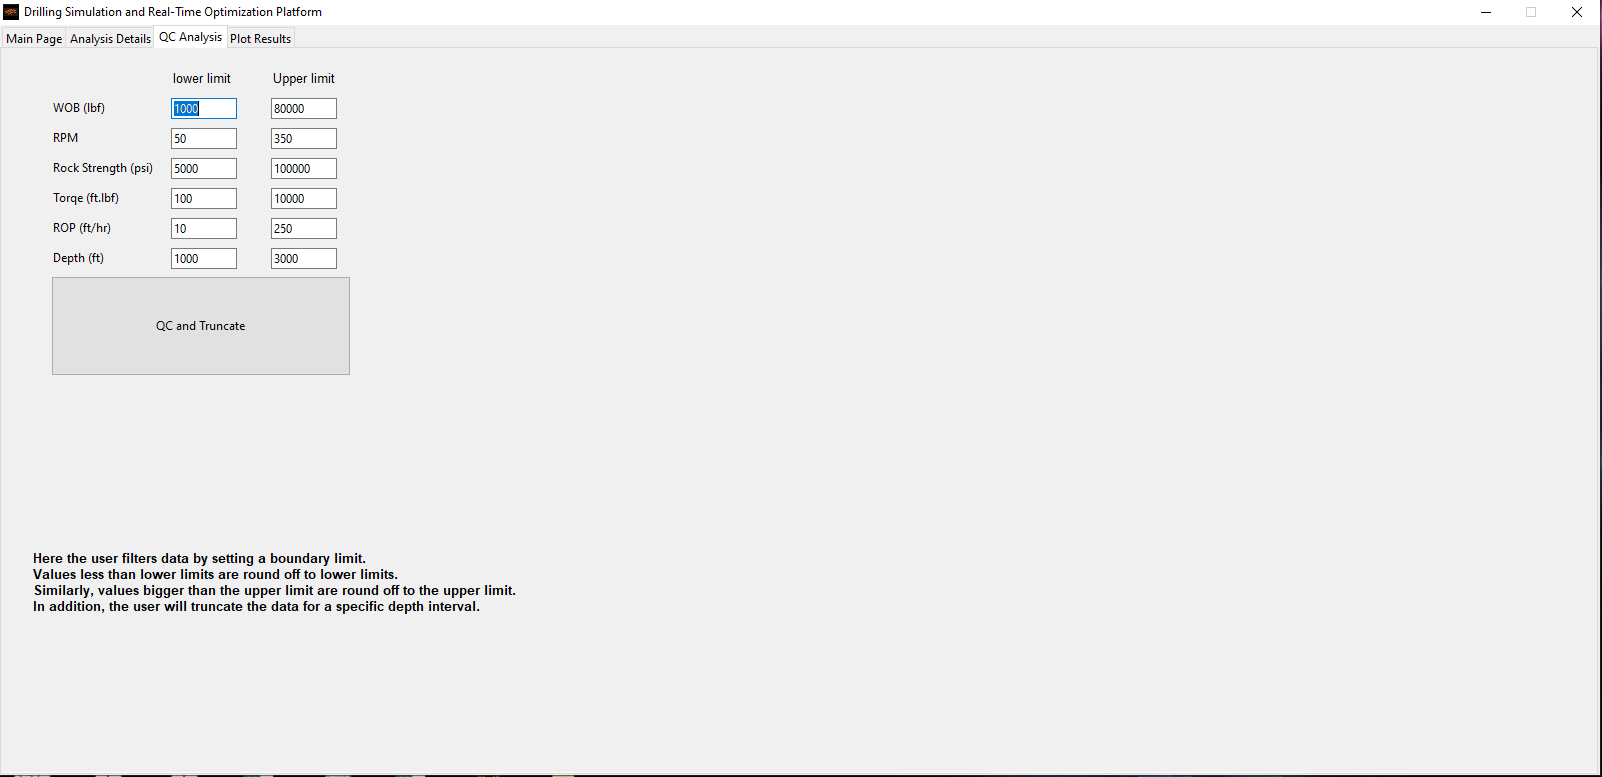 Drilling Simulation and Real-Time Optimization Platform
Main Page Analysis Details QC Analysis Plot Results
lower limit Upper limit
WOB (lbf) 1000 80000
RPM 50 350
Rock Strength (psi) 5000 100000
Torqe (ft.lbf) 100 10000
ROP (ft/hr) 10 250
Depth (ft) 1000 3000
QC and Truncate
Here the user filters data by setting a boundary limit.
Values less than lower limits are round off to lower limits.
Similarly, values bigger than the upper limit are round off to the upper limit.
In addition, the user will truncate the data for a specific depth interval.